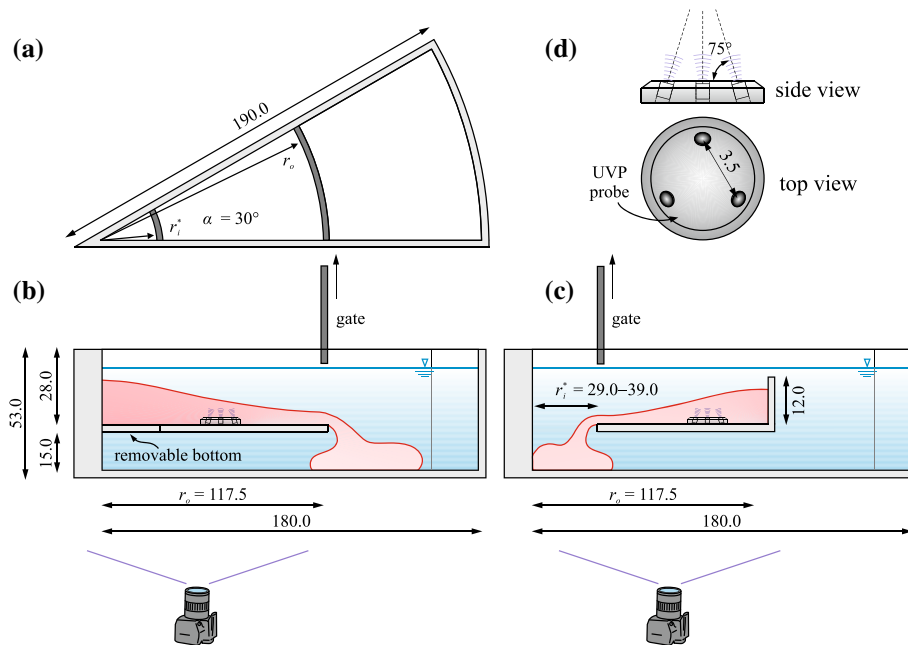 (a)
190.0
r_o
r_i^*
α = 30°
(d)
75°
side view
3.5
UVP
probe
top view
(b)
gate
53.0
28.0
15.0
removable bottom
r_o = 117.5
180.0
(c)
gate
r_i^* = 29.0–39.0
12.0
r_o = 117.5
180.0